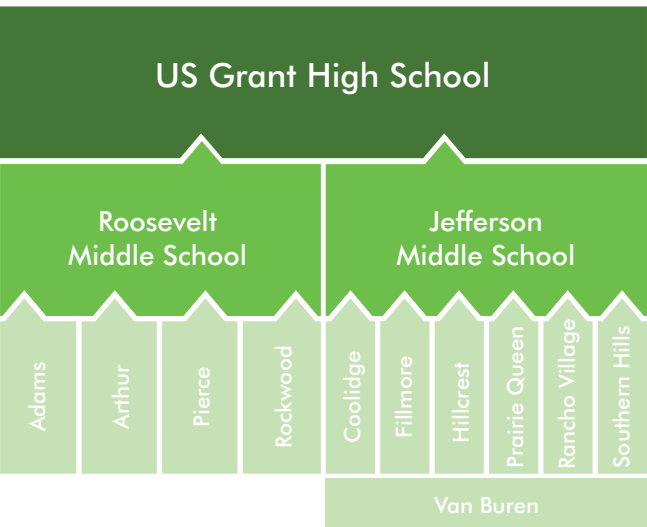 US Grant High School
Roosevelt
Middle School
Jefferson
Middle School
Adams
Arthur
Pierce
Rockwood
Coolidge
Fillmore
Hillcrest
Prairie Queen
Rancho Village
Southern Hills
Van Buren